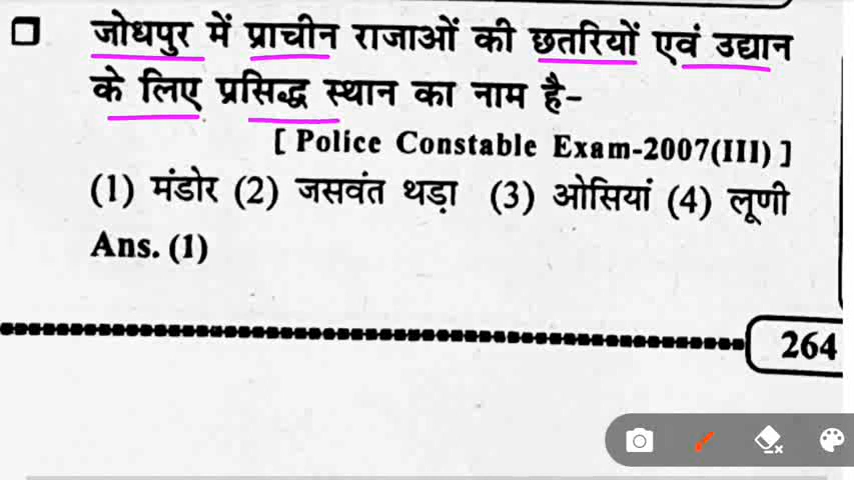 जोधपुर में प्राचीन राजाओं की छतरियों एवं उद्यान
के लिए प्रसिद्ध स्थान का नाम है-
[ Police Constable Exam-2007(III) ]
(1) मंडोर (2) जसवंत थड़ा (3) ओसियां (4) लूणी
Ans. (1)
264